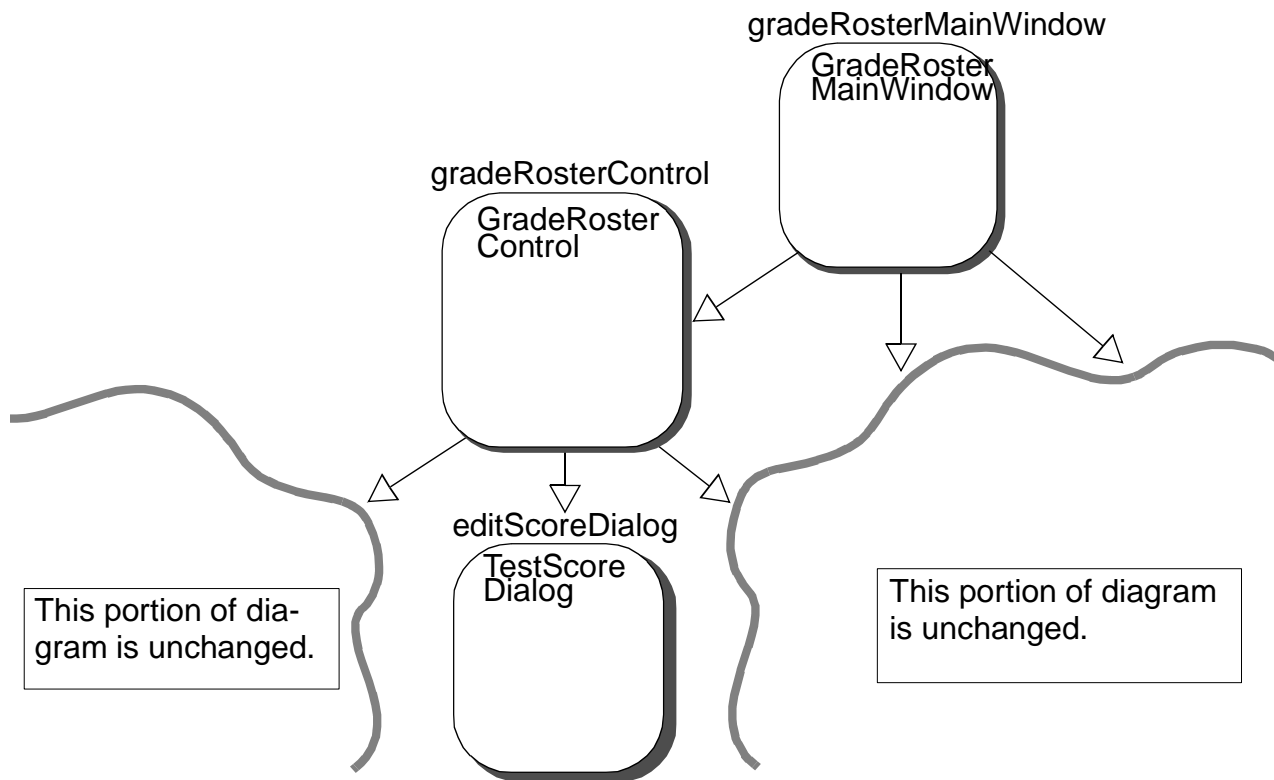 gradeRosterMainWindow
GradeRoster
MainWindow
gradeRosterControl
GradeRoster
Control
editScoreDialog
TestScore
Dialog
This portion of dia-
gram is unchanged.
This portion of diagram
is unchanged.